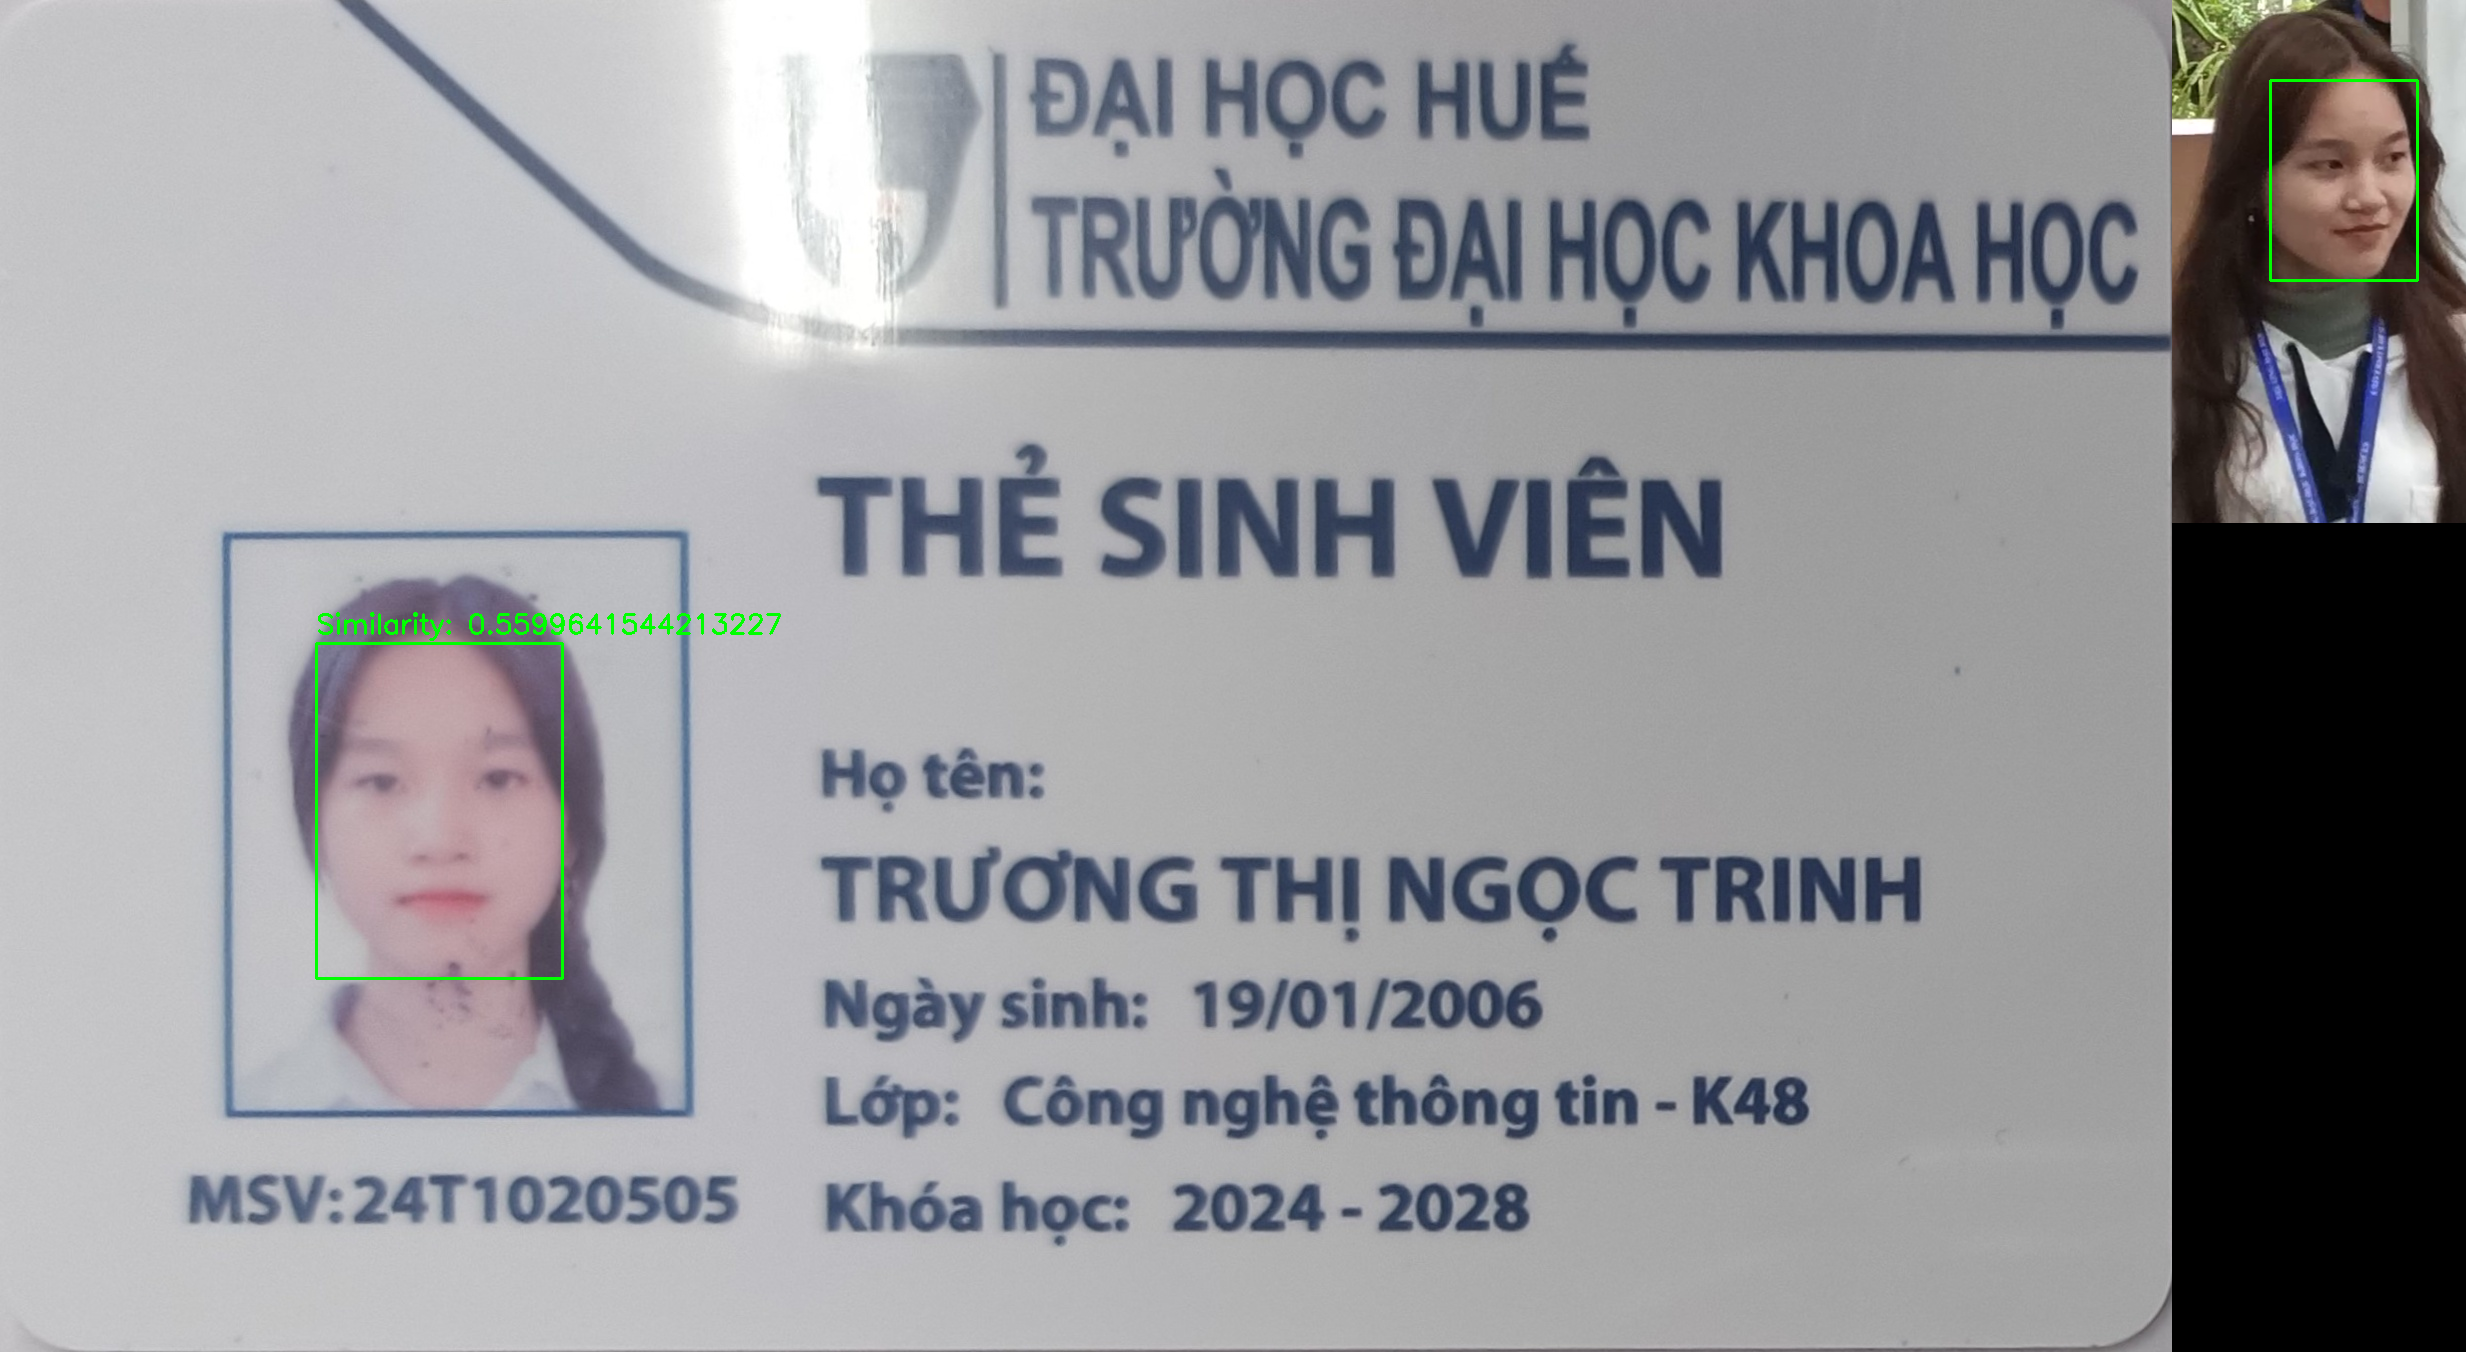 ĐẠI HỌC HUẾ
TRƯỜNG ĐẠI HỌC KHOA HỌC
THẺ SINH VIÊN
Similarity: 0.5599641544213227
Họ tên:
TRƯƠNG THỊ NGỌC TRINH
Ngày sinh: 19/01/2006
Lớp: Công nghệ thông tin - K48
MSV:24T1020505
Khóa học: 2024 - 2028